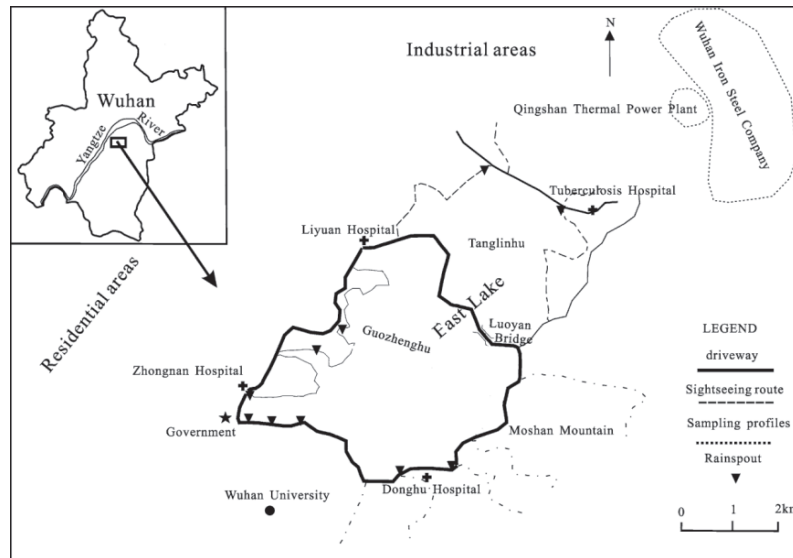 Industrial areas
N
Wuhan Iron Steel Company
Wuhan
Yangtze River
Qingshan Thermal Power Plant
Tuberculosis Hospital
Liyuan Hospital
Tanglinhu
Residential areas
East Lake
Guozhenghu
Luoyan
Bridge
LEGEND
driveway
Zhongnan Hospital
Sightseeing route
Government
Moshan Mountain
Sampling profiles
Rainspout
Donghu Hospital
Wuhan University
0 1 2km